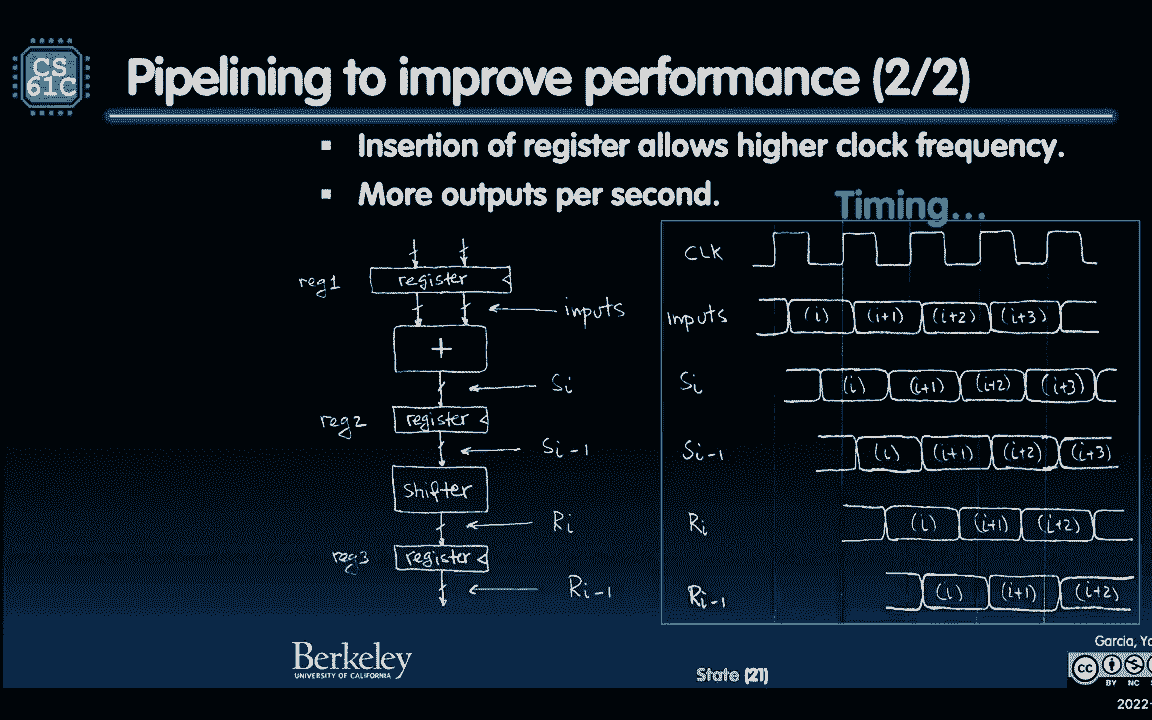 CS
61C
Pipelining to improve performance (2/2)
▪ Insertion of register allows higher clock frequency.
▪ More outputs per second.
Timing...
reg1
register
inputs
+
Si
reg2
register
Si-1
shifter
Ri
reg3
register
Ri-1
CLK
Inputs (i) (i+1) (i+2) (i+3)
Si (i) (i+1) (i+2) (i+3)
Si-1 (i) (i+1) (i+2) (i+3)
Ri (i) (i+1) (i+2)
Ri-1 (i) (i+1) (i+2)
Berkeley
UNIVERSITY OF CALIFORNIA
State (21)
Garcia,
cc
BY NC
2022-